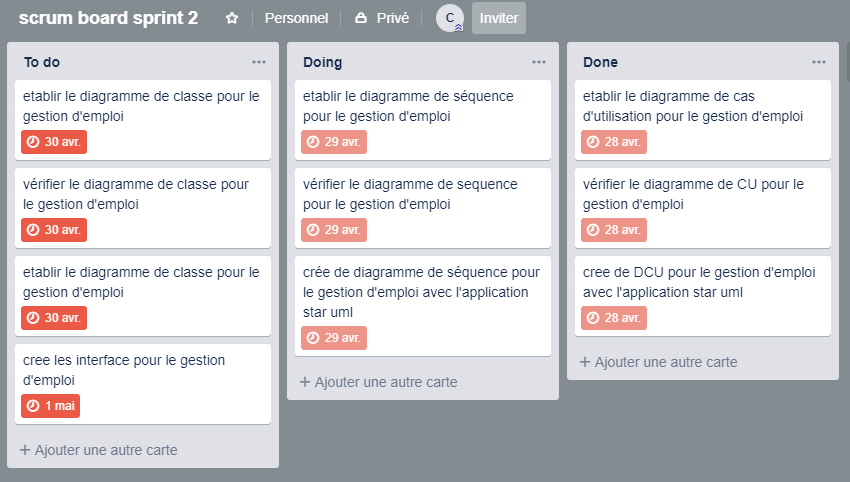 scrum board sprint 2 Personnel Privé C Inviter
To do
etablir le diagramme de classe pour le
gestion d'emploi
30 avr.
vérifier le diagramme de classe pour
le gestion d'emploi
30 avr.
etablir le diagramme de classe pour le
gestion d'emploi
30 avr.
cree les interface pour le gestion
d'emploi
1 mai
+ Ajouter une autre carte
Doing
etablir le diagramme de séquence
pour le gestion d'emploi
29 avr.
vérifier le diagramme de sequence
pour le gestion d'emploi
29 avr.
crée de diagramme de séquence pour
le gestion d'emploi avec l'application
star uml
29 avr.
+ Ajouter une autre carte
Done
etablir le diagramme de cas
d'utilisation pour le gestion d'emploi
28 avr.
vérifier le diagramme de CU pour le
gestion d'emploi
28 avr.
cree de DCU pour le gestion d'emploi
avec l'application star uml
28 avr.
+ Ajouter une autre carte